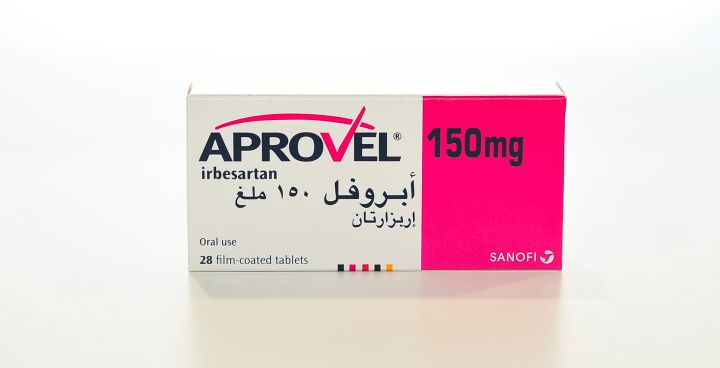 APROVEL®
150mg
irbesartan
أبروفل ١٥٠ ملغ
إربزارتان
Oral use
28 film-coated tablets
SANOFI